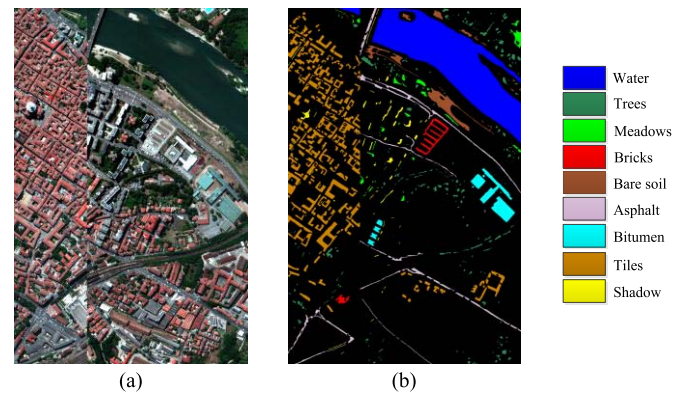 Water
Trees
Meadows
Bricks
Bare soil
Asphalt
Bitumen
Tiles
Shadow
(a)
(b)